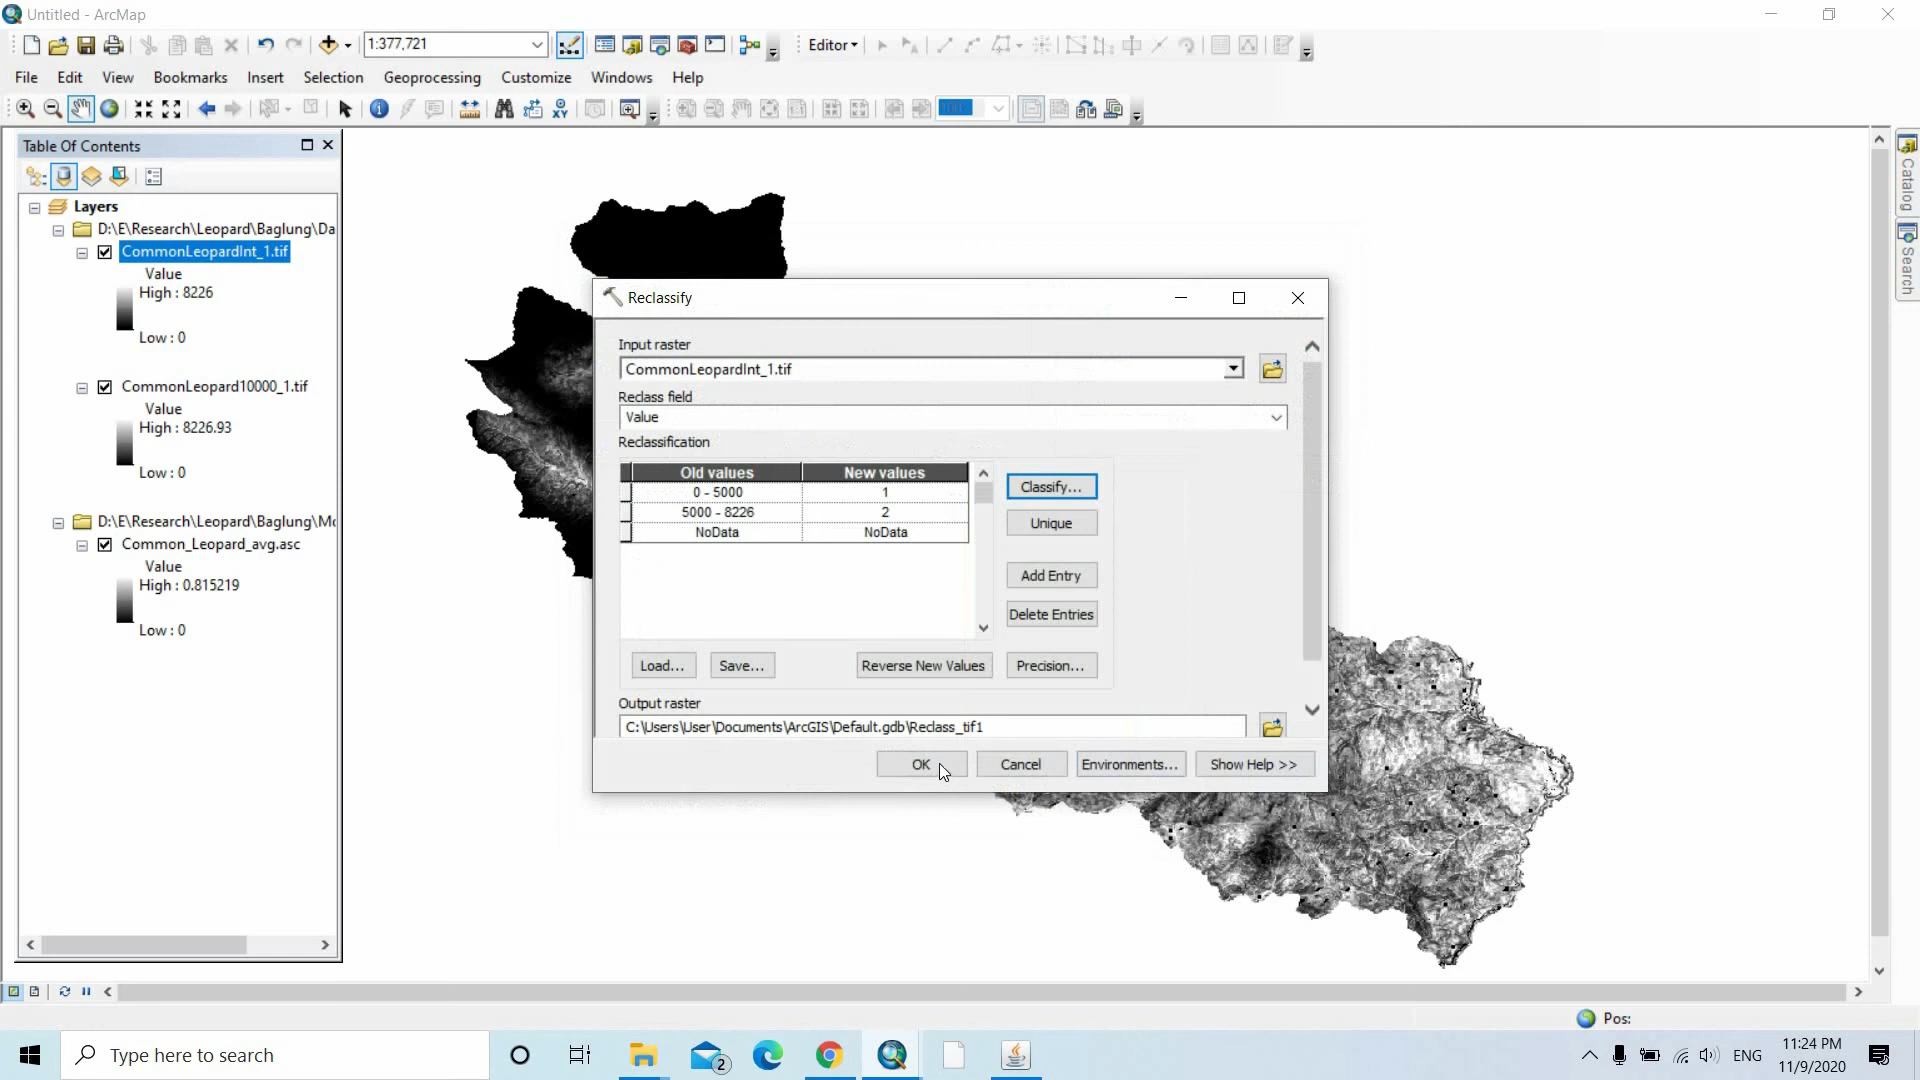 Untitled - ArcMap
1:377,721
Editor
File Edit View Bookmarks Insert Selection Geoprocessing Customize Windows Help
Table Of Contents
Layers
D:\E\Research\Leopard\Baglung\Da
CommonLeopardInt_1.tif
Value
High : 8226
Low : 0
CommonLeopard10000_1.tif
Value
High : 8226.93
Low : 0
D:\E\Research\Leopard\Baglung\Mo
Common_Leopard_avg.asc
Value
High : 0.815219
Low : 0
Catalog
Search
Reclassify
Input raster
CommonLeopardInt_1.tif
Reclass field
Value
Reclassification
Old values New values
0 - 5000 1
5000 - 8226 2
NoData NoData
Classify...
Unique
Add Entry
Delete Entries
Load... Save... Reverse New Values Precision...
Output raster
C:\Users\User\Documents\ArcGIS\Default.gdb\Reclass_tif1
OK Cancel Environments... Show Help >>
Pos:
Type here to search
2
ENG
11:24 PM
11/9/2020